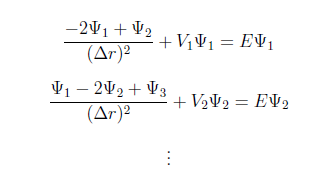 \frac{-2\Psi_1 + \Psi_2}{(\Delta r)^2} + V_1\Psi_1 = E\Psi_1
\frac{\Psi_1 - 2\Psi_2 + \Psi_3}{(\Delta r)^2} + V_2\Psi_2 = E\Psi_2
\vdots